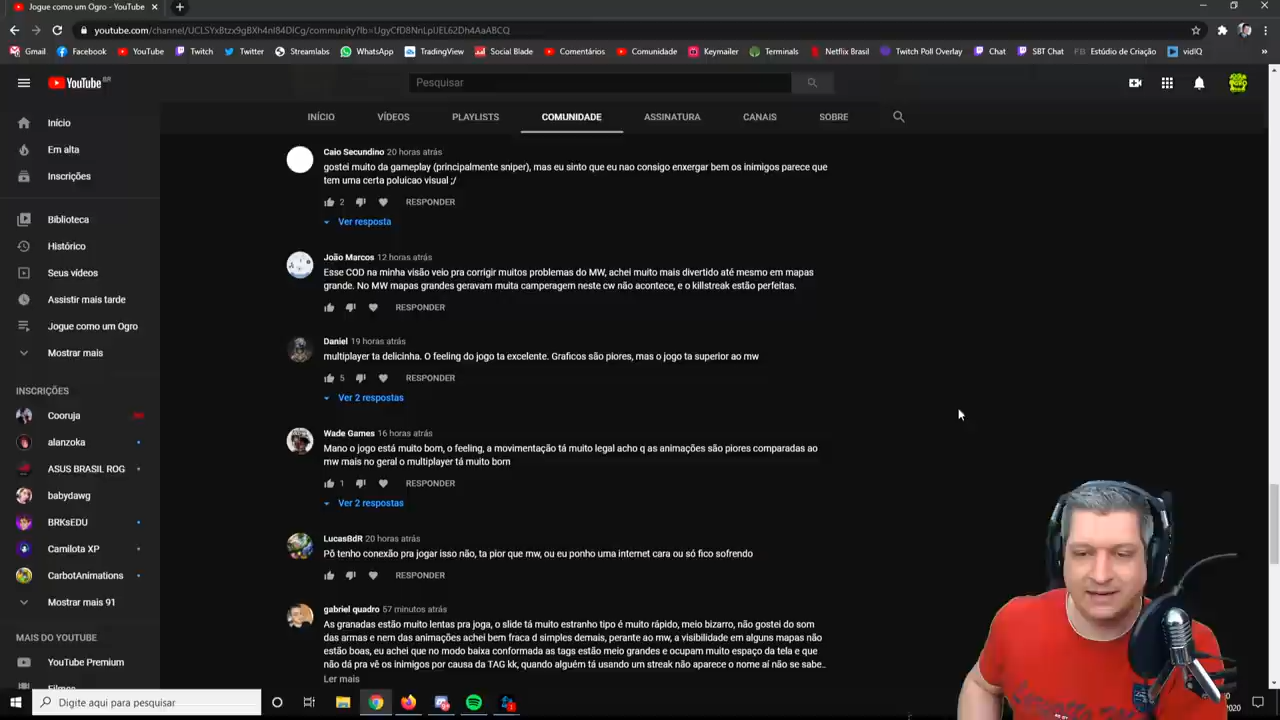 Jogue como um Ogro - YouTube
youtube.com/channel/
Gmail Facebook YouTube Twitch Twitter Streamlabs WhatsApp TradingView Social Blade Comentários Comunidade Keymailer Terminals Netflix Brasil Twitch Poll Overlay Chat SBT Chat Estúdio de Criação vidIQ
YouTube BR
Pesquisar
INÍCIO VÍDEOS PLAYLISTS COMUNIDADE ASSINATURA CANAIS SOBRE
Início
Em alta
Inscrições
Biblioteca
Histórico
Seus vídeos
Assistir mais tarde
Jogue como um Ogro
Mostrar mais
INSCRIÇÕES
Cooruja
alanzoka
ASUS BRASIL ROG
babydawg
BRKsEDU
Camilota XP
CarbotAnimations
Mostrar mais 91
MAIS DO YOUTUBE
YouTube Premium
Filmes
Caio Secundino 20 horas atrás
gostei muito da gameplay (principalmente sniper), mas eu sinto que eu nao consigo enxergar bem os inimigos parece que
tem uma certa poluicao visual ;/
2 RESPONDER
Ver resposta
João Marcos 12 horas atrás
Esse COD na minha visão veio pra corrigir muitos problemas do MW, achei muito mais divertido até mesmo em mapas
grande. No MW mapas grandes geravam muita camperagem neste cw não acontece, e o killstreak estão perfeitas.
RESPONDER
Daniel 19 horas atrás
multiplayer ta delicinha. O feeling do jogo ta excelente. Graficos são piores, mas o jogo ta superior ao mw
5 RESPONDER
Ver 2 respostas
Wade Games 16 horas atrás
Mano o jogo está muito bom, o feeling, a movimentação tá muito legal acho q as animações são piores comparadas ao
mw mais no geral o multiplayer tá muito bom
1 RESPONDER
Ver 2 respostas
LucasBdR 20 horas atrás
Pô tenho conexão pra jogar isso não, ta pior que mw, ou eu ponho uma internet cara ou só fico sofrendo
RESPONDER
gabriel quadro 57 minutos atrás
As granadas estão muito lentas pra joga, o slide tá muito estranho tipo é muito rápido, meio bizarro, não gostei do som
das armas e nem das animações achei bem fraca d simples demais, perante ao mw, a visibilidade em alguns mapas não
estão boas, eu achei que no modo baixa conformada as tags estão meio grandes e ocupam muito espaço da tela e que
não dá pra vê os inimigos por causa da TAG kk, quando alguém tá usando um streak não aparece o nome aí não se sabe..
Ler mais
Digite aqui para pesquisar